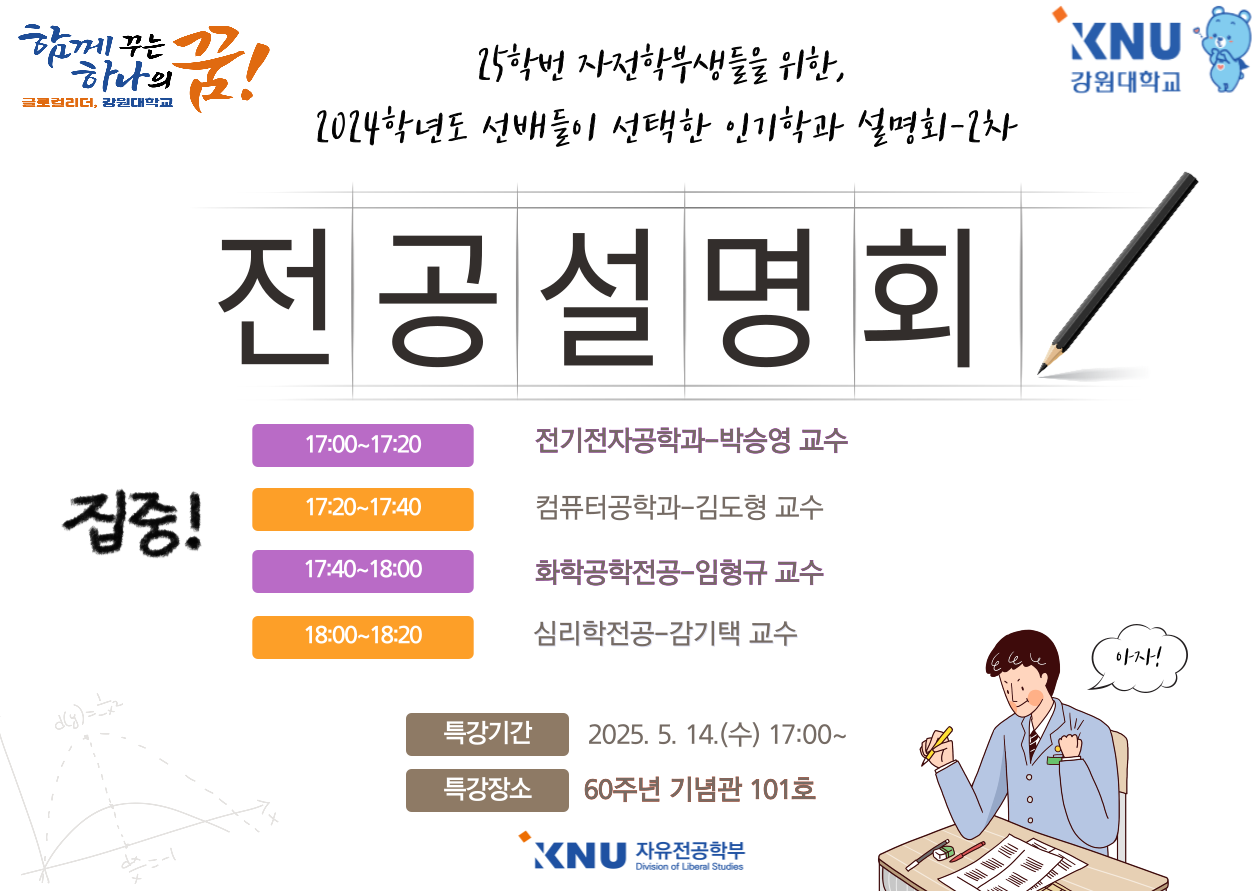 함께 꾸는
하나의 꿈!
글로벌리더, 강원대학교
KNU
강원대학교
25학번 자전학부생들을 위한,
2024학년도 선배들이 선택한 인기학과 설명회-2차
전공설명회
집중!
17:00~17:20 전기전자공학과-박승영 교수
17:20~17:40 컴퓨터공학과-김도형 교수
17:40~18:00 화학공학전공-임형규 교수
18:00~18:20 심리학전공-감기택 교수
아자!
특강기간 2025. 5. 14.(수) 17:00~
특강장소 60주년 기념관 101호
KNU 자유전공학부
Division of Liberal Studies
x